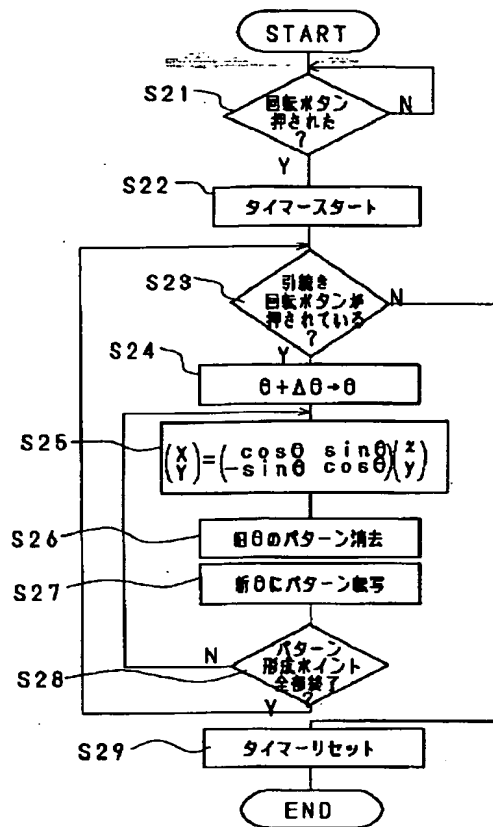 START
S21
回転ボタン
押された
?
N
Y
S22
タイマースタート
S23
引続き
回転ボタンが
押されている
?
N
Y
S24
θ+Δθ→θ
S25
(X Y)=(cosθ sinθ -sinθ cosθ)(x y)
S26
旧θのパターン消去
S27
新θにパターン転写
S28
パターン
形成ポイント
全部終了
?
N
Y
S29
タイマーリセット
END